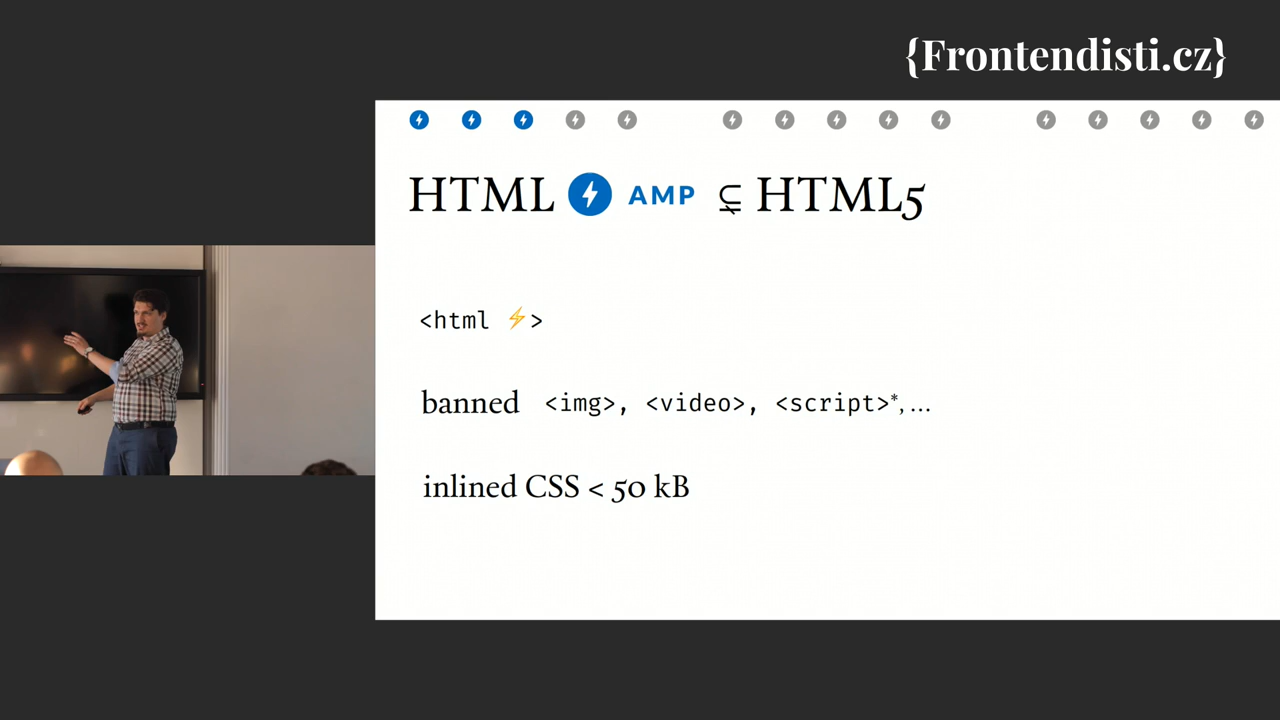 {Frontendisti.cz}
HTML AMP ⊊ HTML5
<html ⚡>
banned <img>, <video>, <script>*, ...
inlined CSS < 50 kB